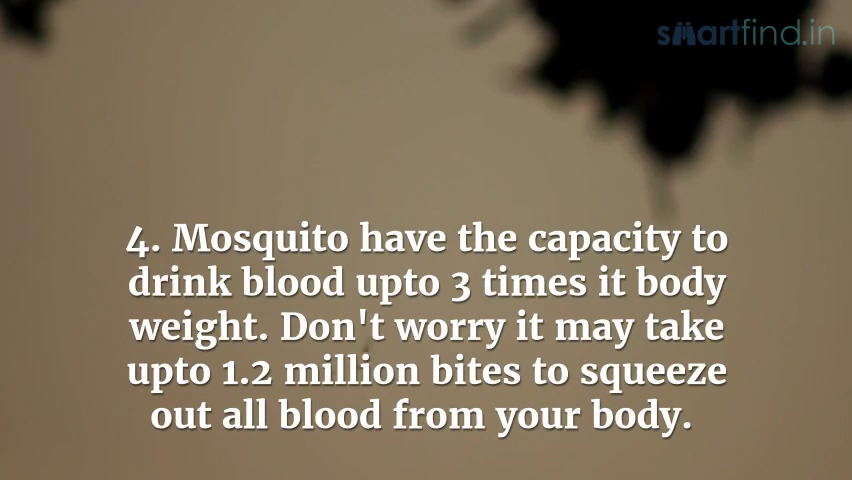 smartfind.in
4. Mosquito have the capacity to
drink blood upto 3 times it body
weight. Don't worry it may take
upto 1.2 million bites to squeeze
out all blood from your body.